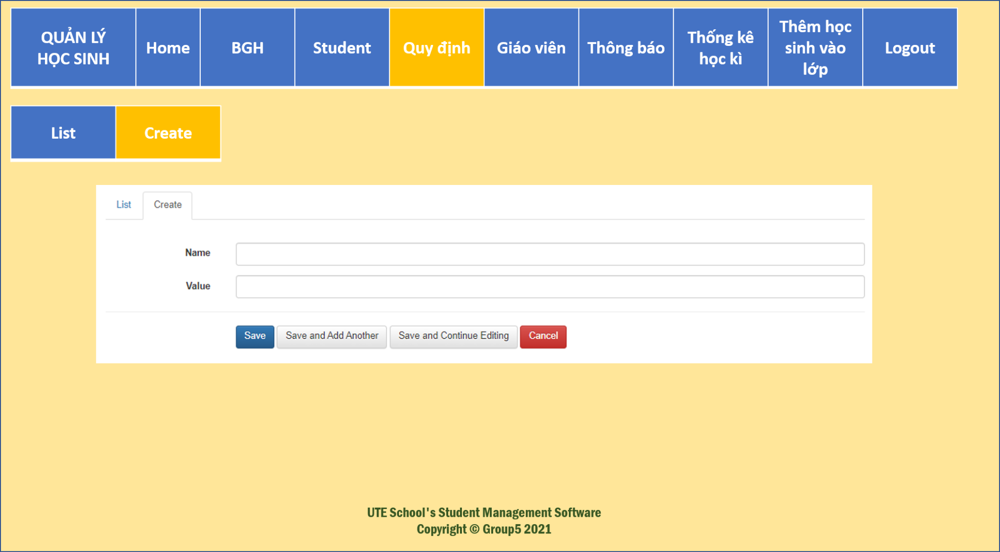 QUẢN LÝ
HỌC SINH
Home
BGH
Student
Quy định
Giáo viên
Thông báo
Thống kê
học kì
Thêm học
sinh vào
lớp
Logout
List
Create
List
Create
Name
Value
Save
Save and Add Another
Save and Continue Editing
Cancel
UTE School's Student Management Software
Copyright © Group5 2021